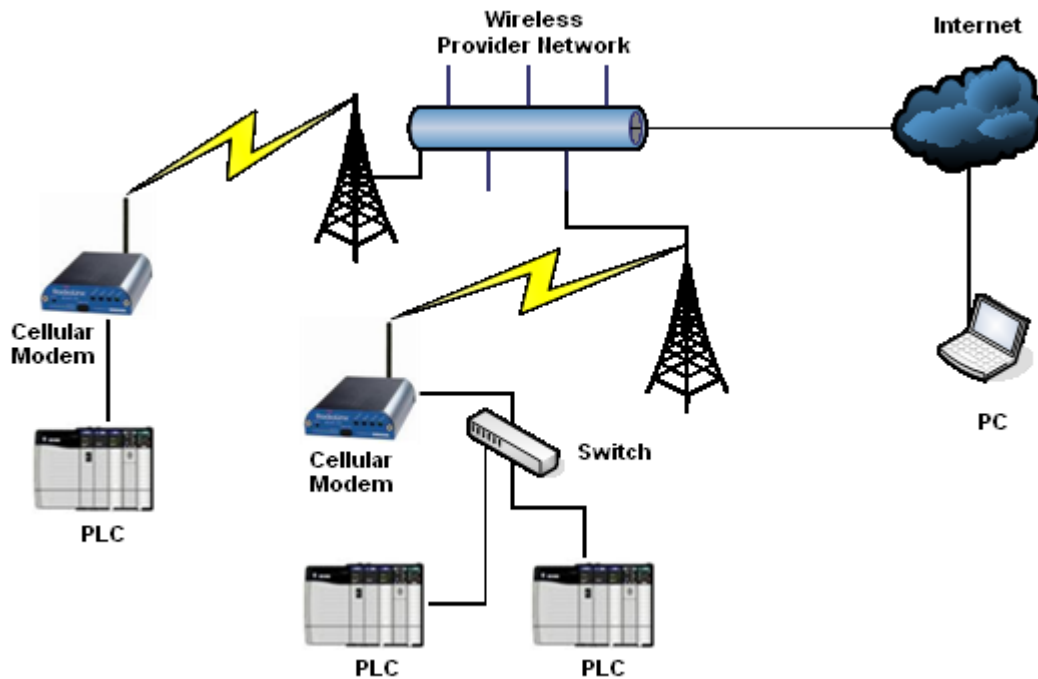 Wireless
Provider Network
Internet
Cellular
Modem
PC
Switch
Cellular
Modem
PLC
PLC
PLC